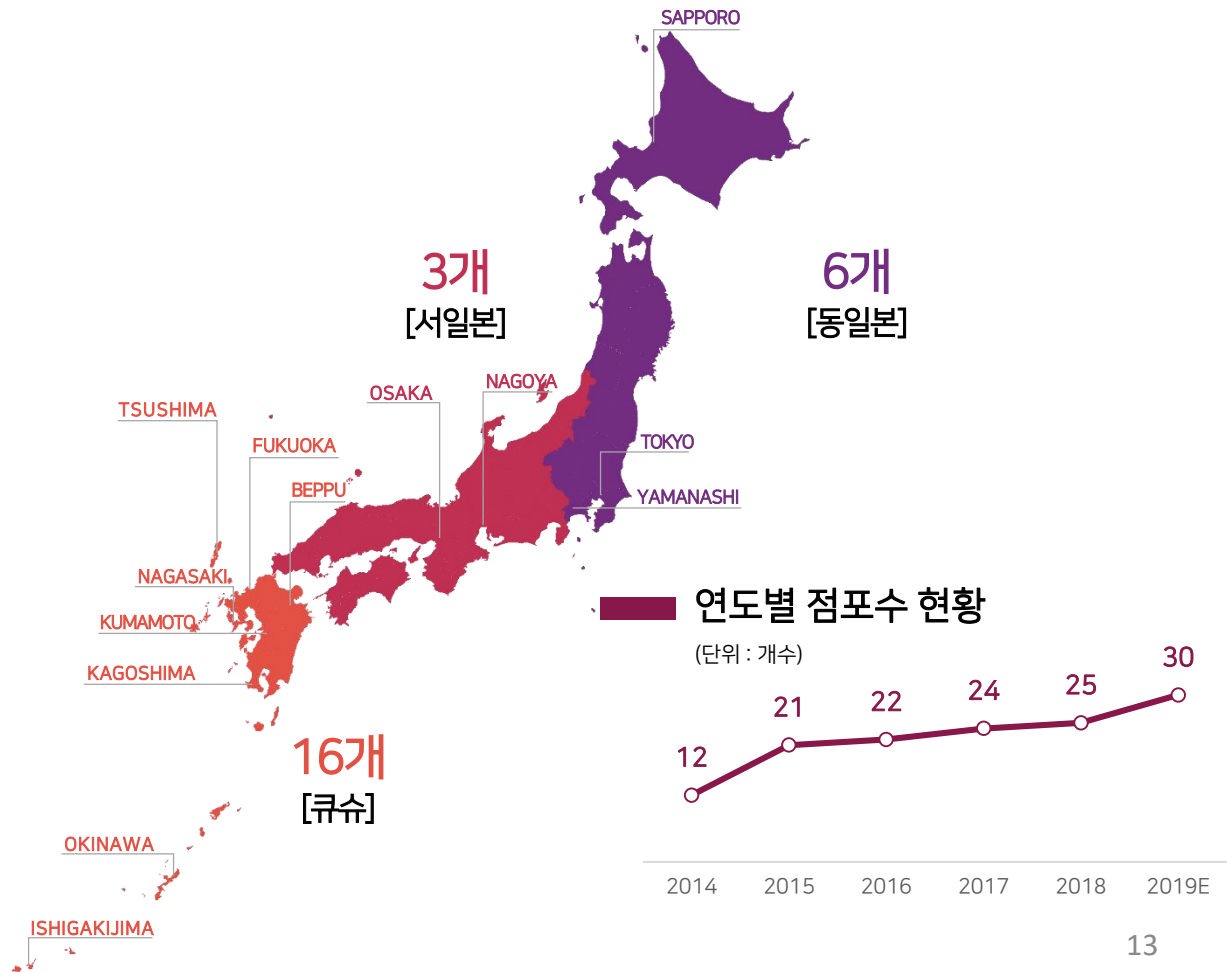 SAPPORO
3개
[서일본]
6개
[동일본]
NAGOYA
OSAKA
TSUSHIMA
FUKUOKA
TOKYO
BEPPU
YAMANASHI
NAGASAKI
KUMAMOTO
KAGOSHIMA
16개
[큐슈]
OKINAWA
ISHIGAKIJIMA
연도별 점포수 현황
(단위 : 개수)
12
21
22
24
25
30
2014
2015
2016
2017
2018
2019E
13